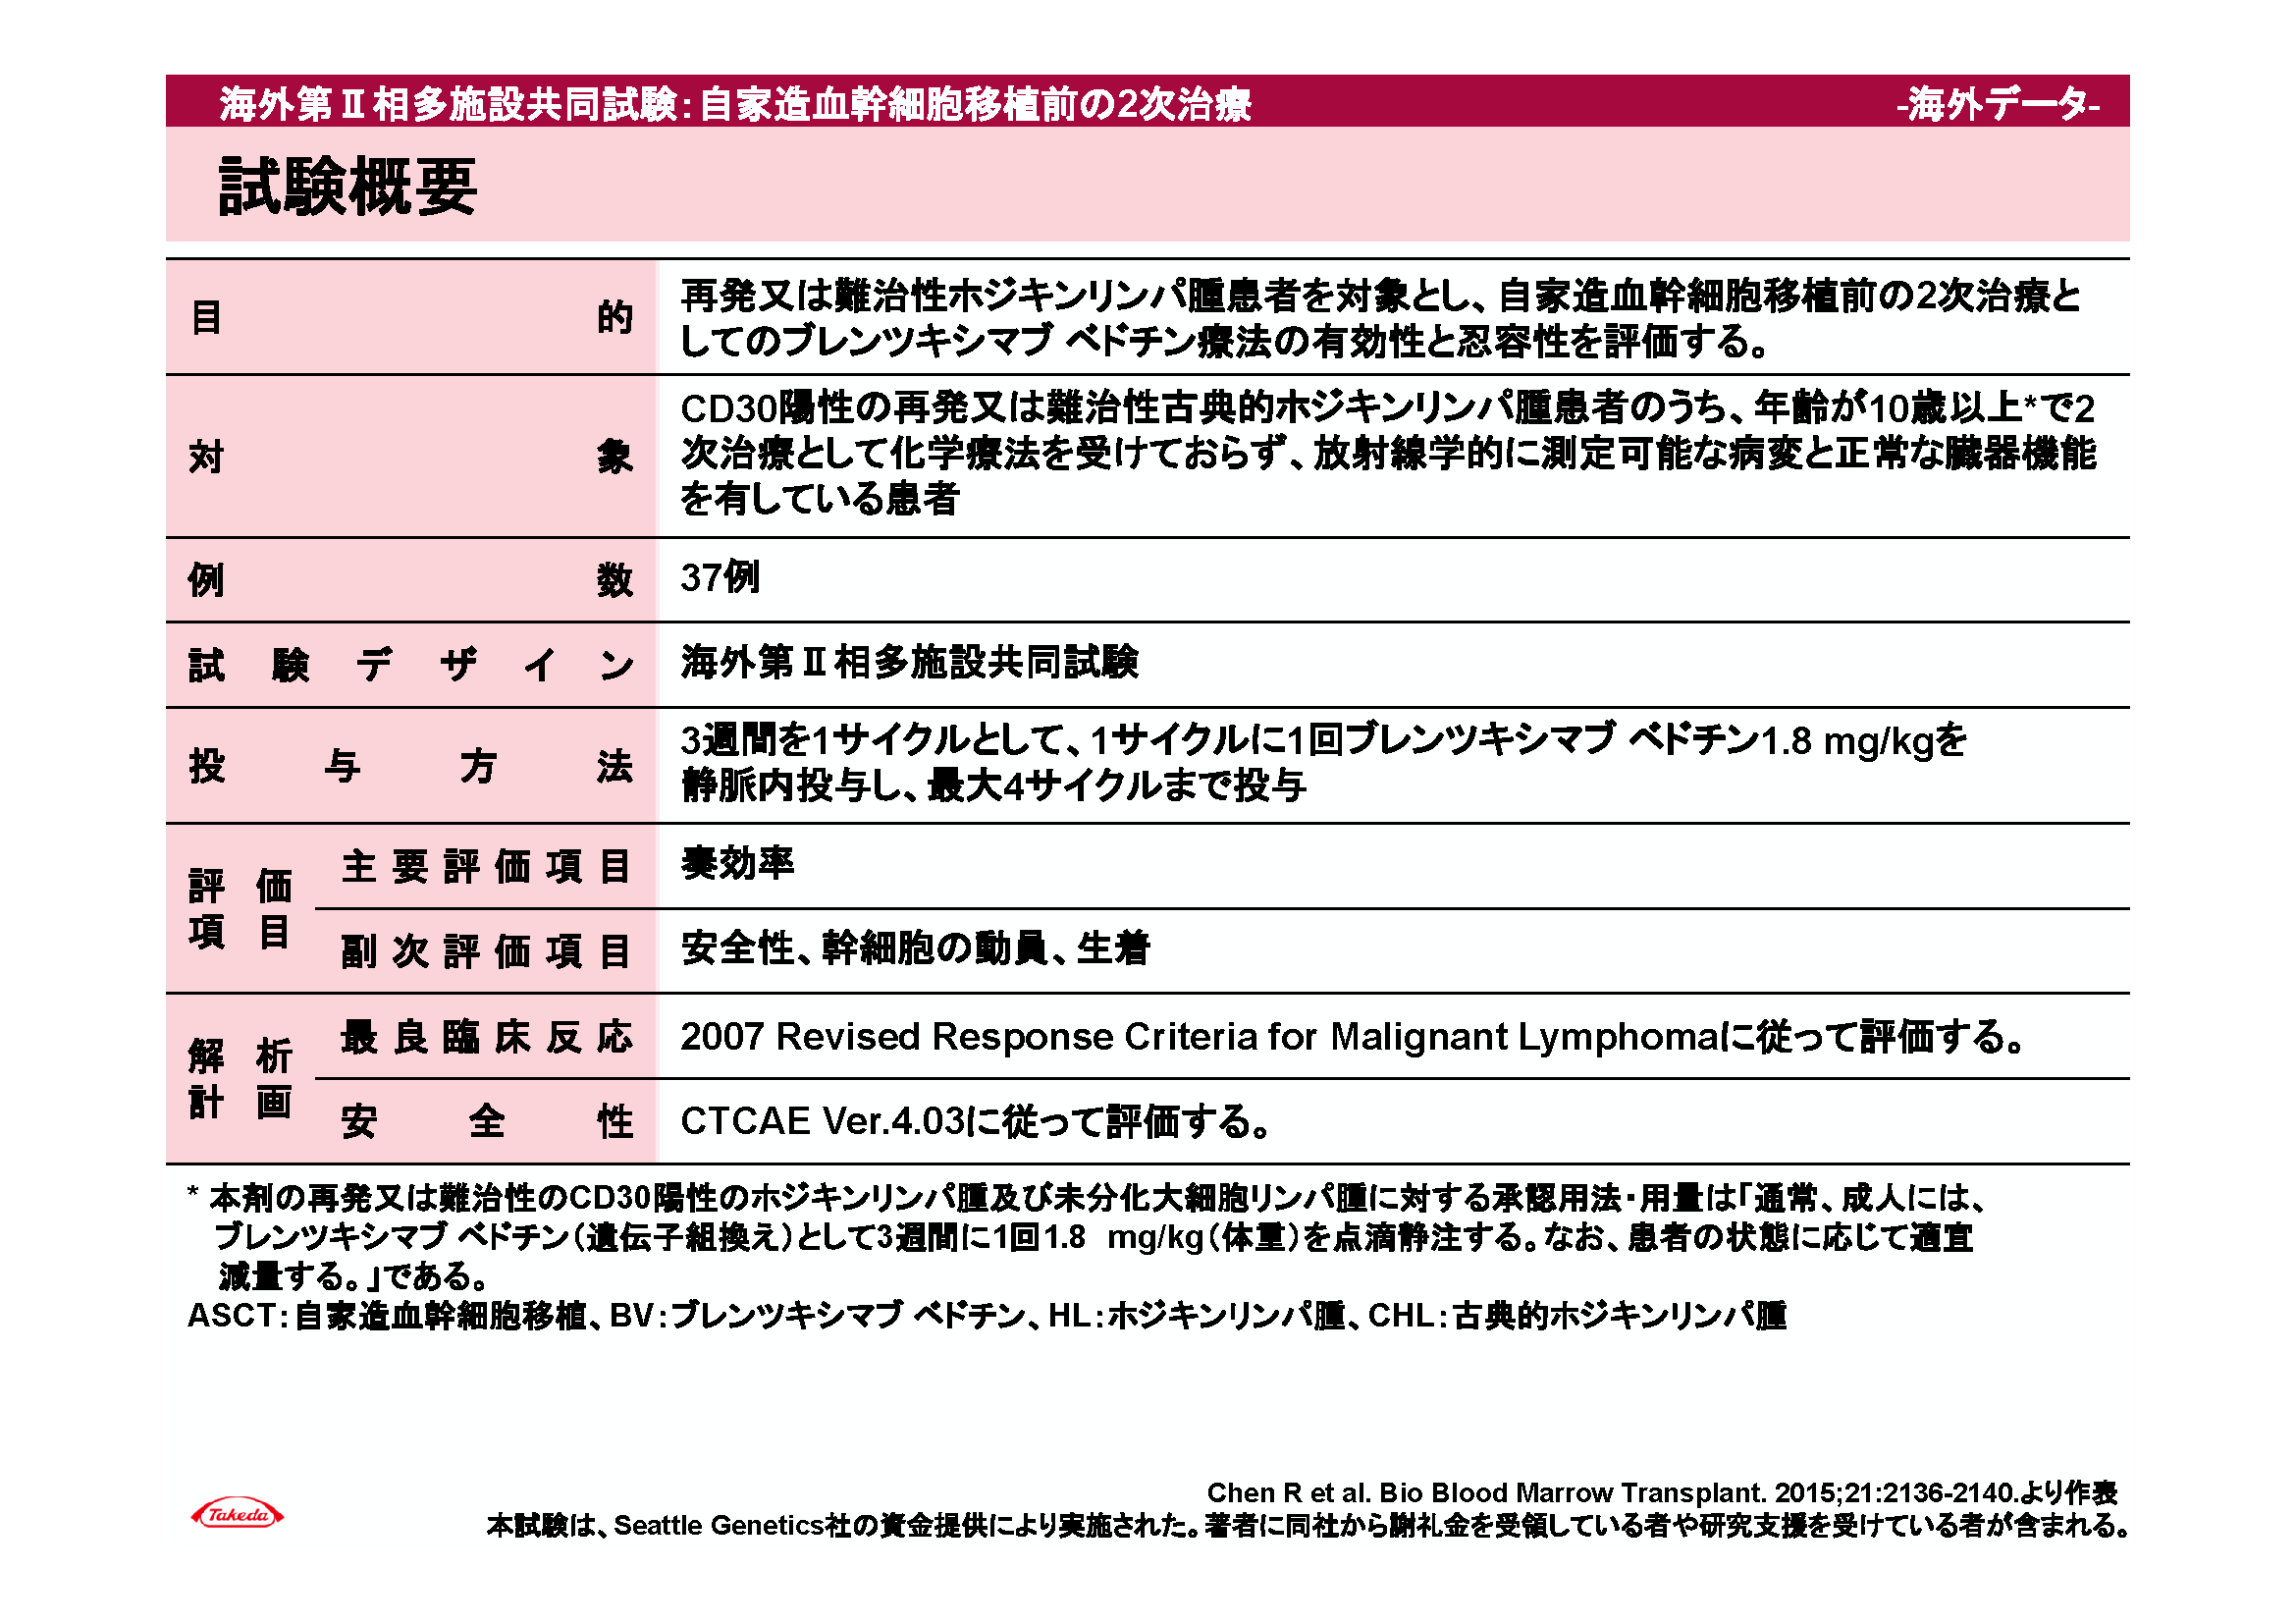 海外第Ⅱ相多施設共同試験：自家造血幹細胞移植前の2次治療
-海外データ-
試験概要
目的
再発又は難治性ホジキンリンパ腫患者を対象とし、自家造血幹細胞移植前の2次治療と
してのブレンツキシマブ ベドチン療法の有効性と忍容性を評価する。
対象
CD30陽性の再発又は難治性古典的ホジキンリンパ腫患者のうち、年齢が10歳以上*で2
次治療として化学療法を受けておらず、放射線学的に測定可能な病変と正常な臓器機能
を有している患者
例数
37例
試験デザイン
海外第Ⅱ相多施設共同試験
投与方法
3週間を1サイクルとして、1サイクルに1回ブレンツキシマブ ベドチン1.8 mg/kgを
静脈内投与し、最大4サイクルまで投与
評価
項目
主要評価項目
奏効率
副次評価項目
安全性、幹細胞の動員、生着
解析
計画
最良臨床反応
2007 Revised Response Criteria for Malignant Lymphomaに従って評価する。
安全性
CTCAE Ver.4.03に従って評価する。
* 本剤の再発又は難治性のCD30陽性のホジキンリンパ腫及び未分化大細胞リンパ腫に対する承認用法・用量は「通常、成人には、
ブレンツキシマブ ベドチン（遺伝子組換え）として3週間に1回1.8 mg/kg（体重）を点滴静注する。なお、患者の状態に応じて適宜
減量する。」である。
ASCT：自家造血幹細胞移植、BV：ブレンツキシマブ ベドチン、HL：ホジキンリンパ腫、CHL：古典的ホジキンリンパ腫
Chen R et al. Bio Blood Marrow Transplant. 2015;21:2136-2140.より作表
Takeda
本試験は、Seattle Genetics社の資金提供により実施された。著者に同社から謝礼金を受領している者や研究支援を受けている者が含まれる。